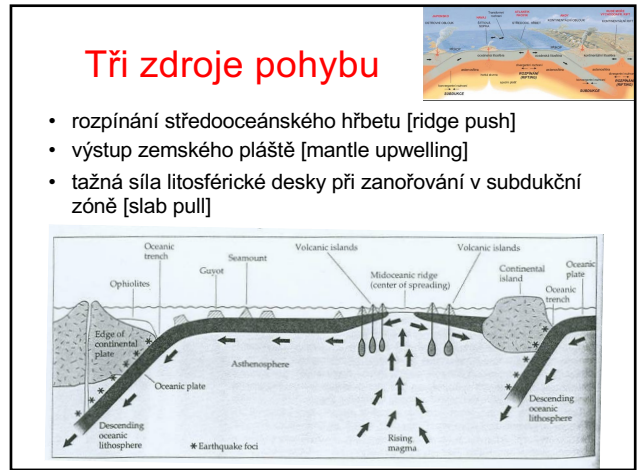 Tři zdroje pohybu
• rozpínání středooceánského hřbetu [ridge push]
• výstup zemského pláště [mantle upwelling]
• tažná síla litosférické desky při zanořování v subdukční
zóně [slab pull]
Oceanic
trench
Seamount
Guyot
Ophiolites
Volcanic islands
Midoceanic ridge
(center of spreading)
Volcanic islands
Continental
island
Oceanic
plate
Oceanic
trench
Edge of
continental
plate
Asthenosphere
Oceanic plate
Descending
oceanic
lithosphere
* Earthquake foci
Rising
magma
Descending
oceanic
lithosphere
SUBDUKCE
ROZPÍNÁNÍ
(RIFTING)
SUBDUKCE